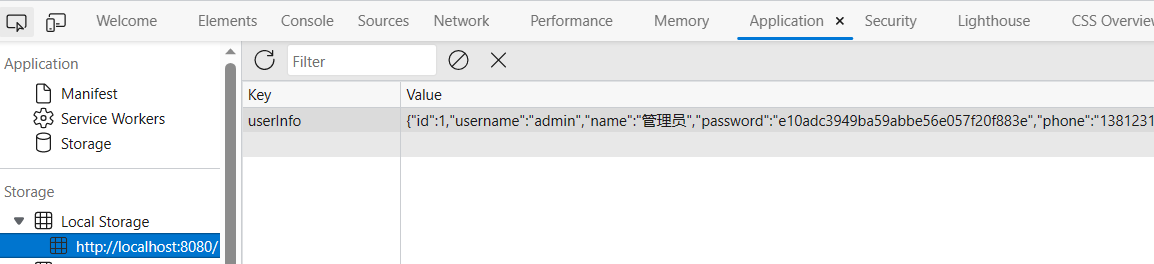 Welcome Elements Console Sources Network Performance Memory Application Security Lighthouse CSS Overview
Application
Manifest
Service Workers
Storage
Storage
Local Storage
http://localhost:8080/
Filter
Key Value
userInfo {"id":1,"username":"admin","name":"管理员","password":"e10adc3949ba59abbe56e057f20f883e","phone":"1381231